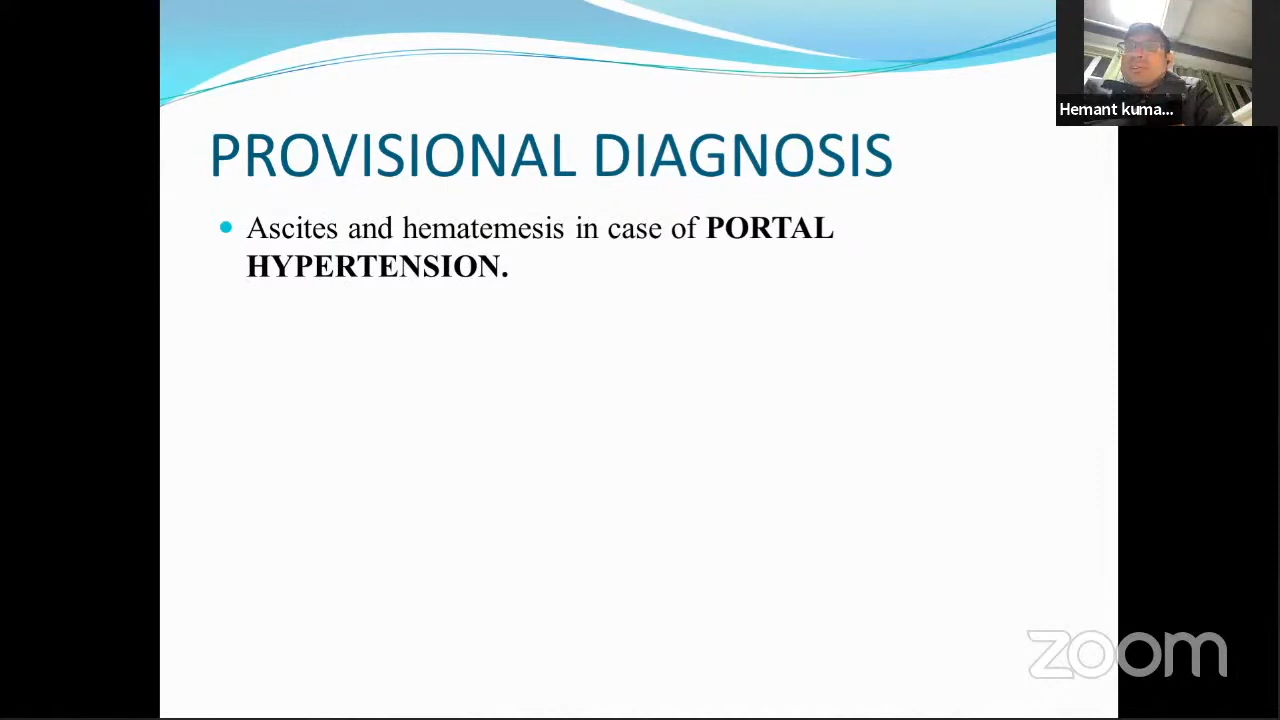 Hemant kuma...
PROVISIONAL DIAGNOSIS
Ascites and hematemesis in case of PORTAL
HYPERTENSION.
zoom